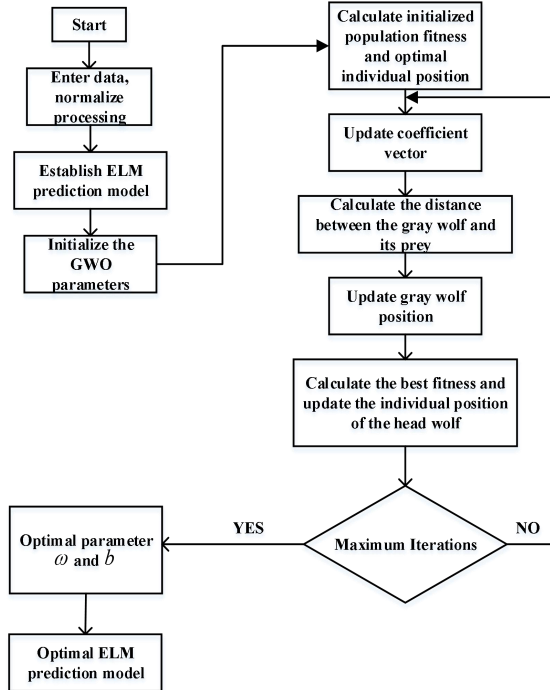 Start
Enter data,
normalize
processing
Establish ELM
prediction model
Initialize the
GWO
parameters
Calculate initialized
population fitness
and optimal
individual position
Update coefficient
vector
Calculate the distance
between the gray wolf and
its prey
Update gray wolf
position
Calculate the best fitness and
update the individual position
of the head wolf
Maximum Iterations
YES
NO
Optimal parameter
ω and b
Optimal ELM
prediction model